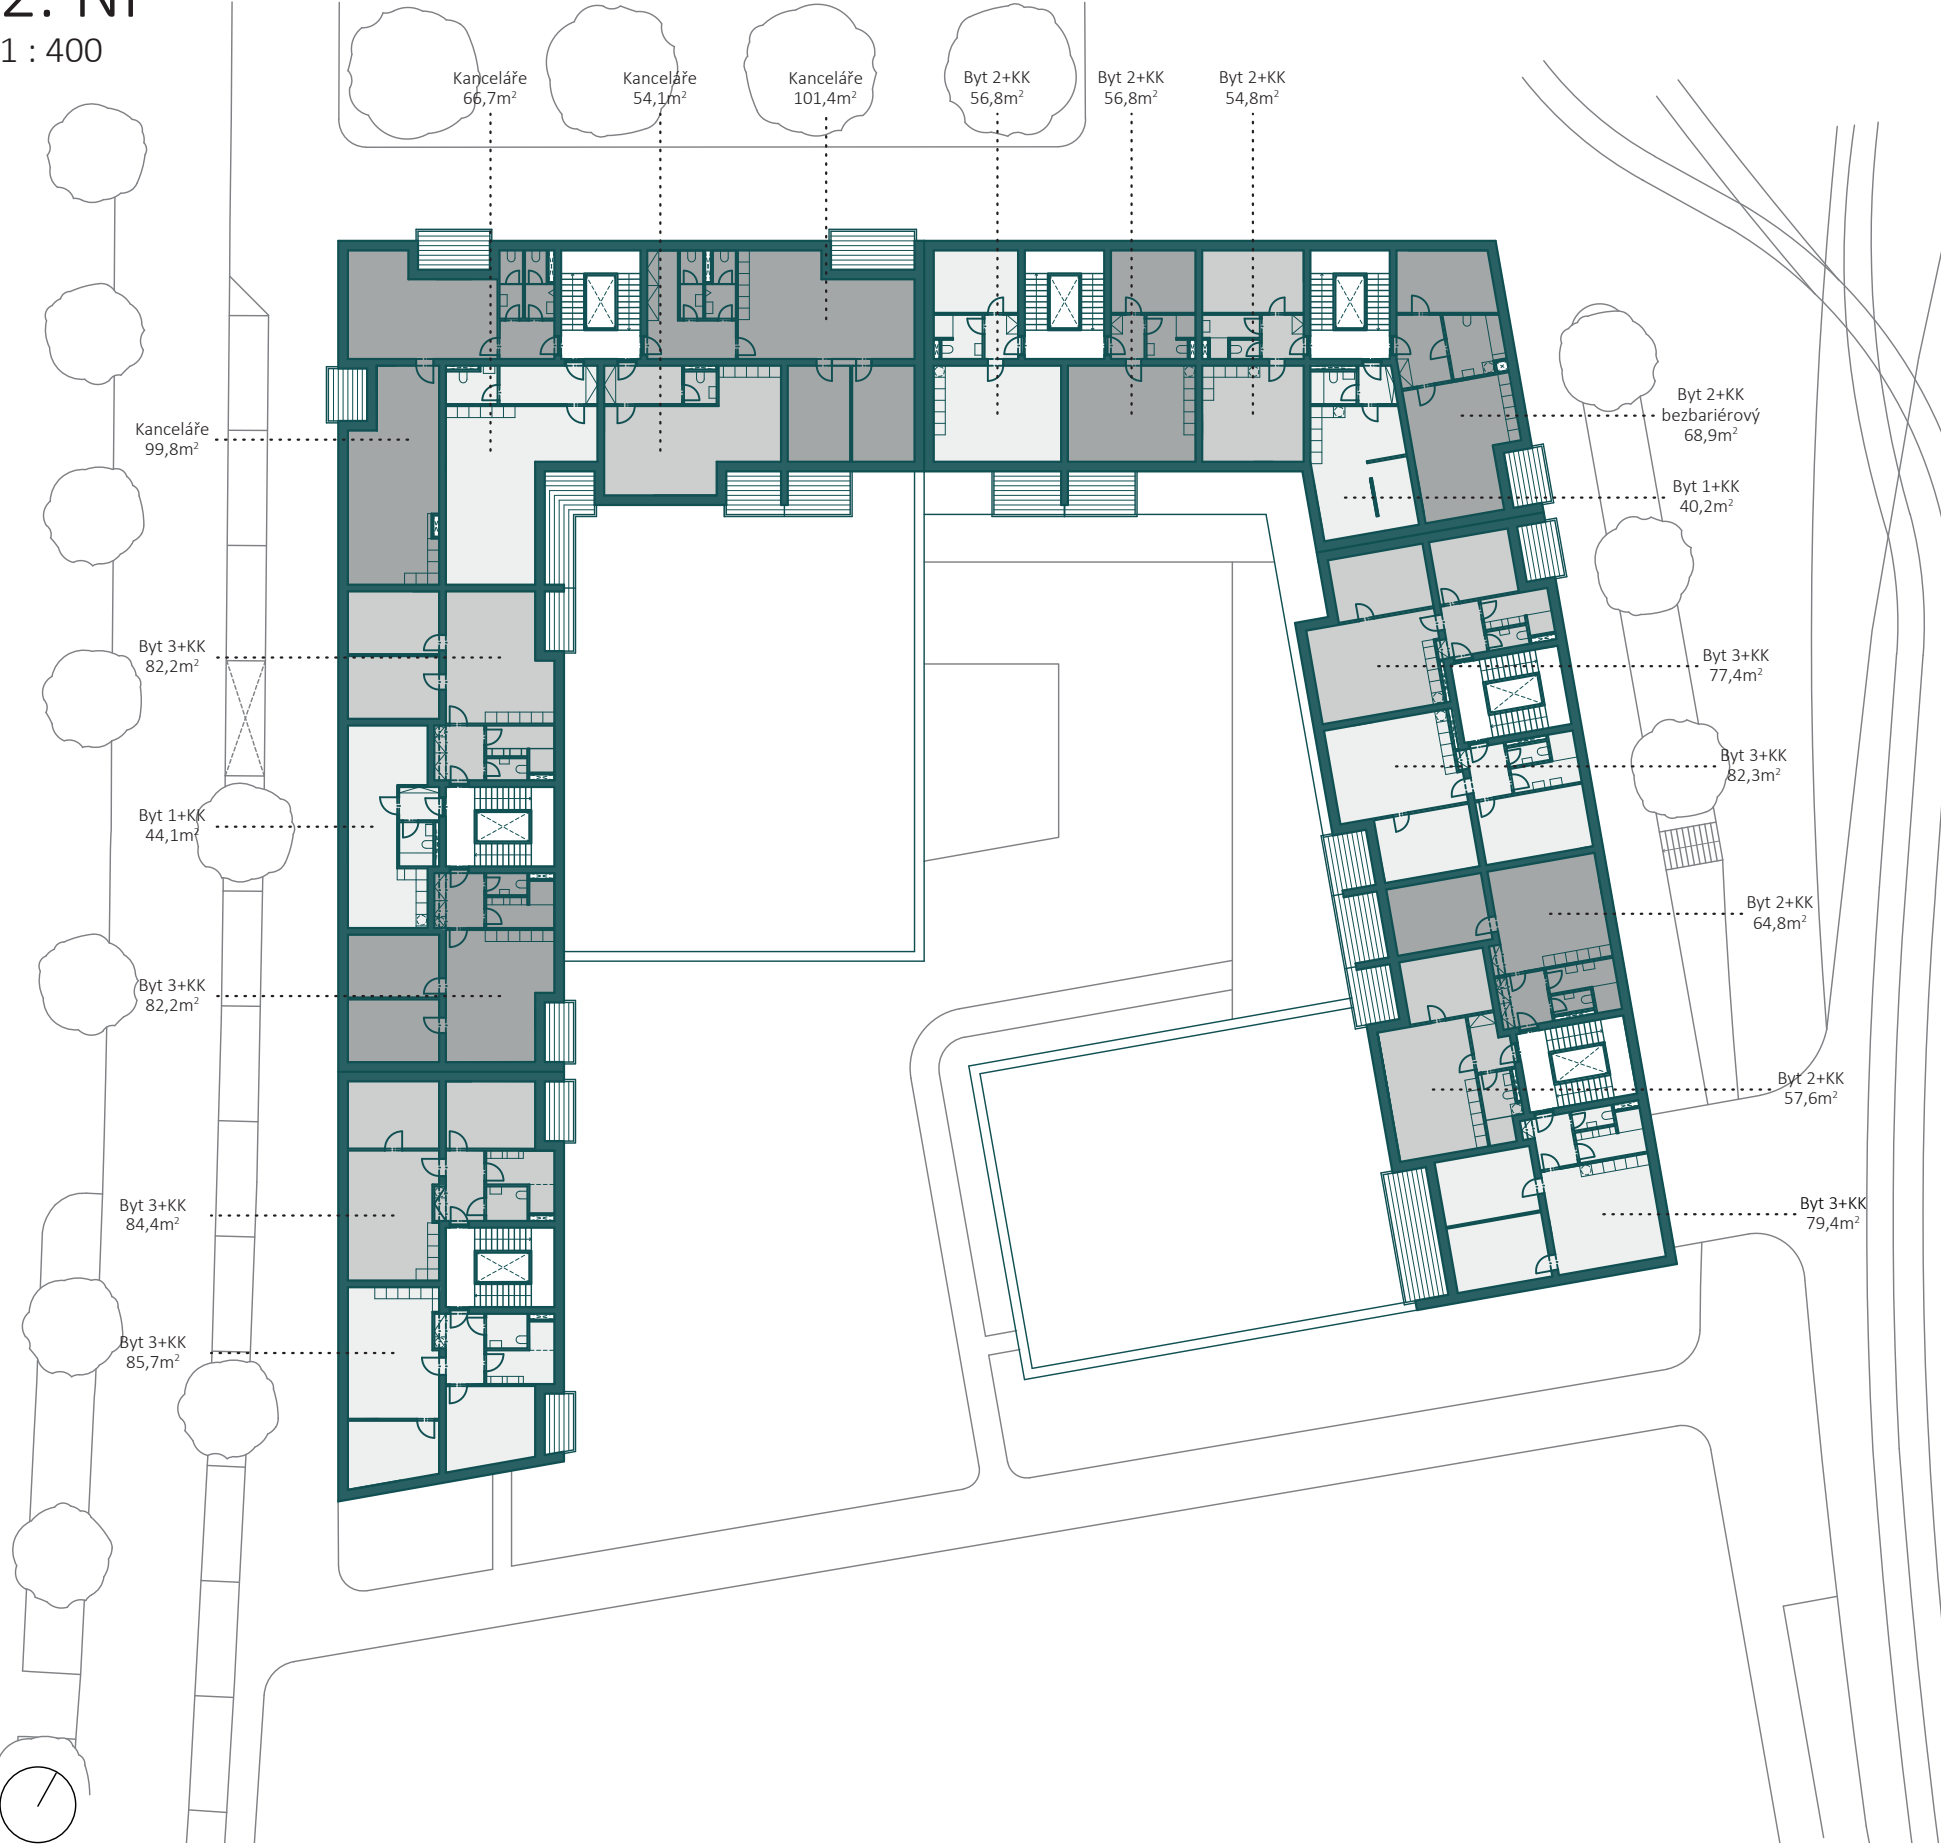 2. NP
1 : 400
Kanceláře
66,7m²
Kanceláře
54,1m²
Kanceláře
101,4m²
Byt 2+KK
56,8m²
Byt 2+KK
56,8m²
Byt 2+KK
54,8m²
Kanceláře
99,8m²
Byt 3+KK
82,2m²
Byt 1+KK
44,1m²
Byt 3+KK
82,2m²
Byt 3+KK
84,4m²
Byt 3+KK
85,7m²
Byt 2+KK
bezbariérový
68,9m²
Byt 1+KK
40,2m²
Byt 3+KK
77,4m²
Byt 3+KK
82,3m²
Byt 2+KK
64,8m²
Byt 2+KK
57,6m²
Byt 3+KK
79,4m²